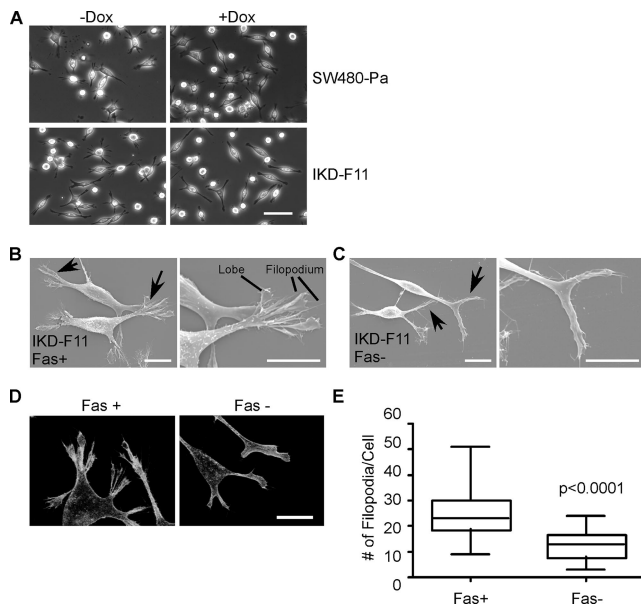 A
-Dox
+Dox
SW480-Pa
IKD-F11
B
Lobe
Filopodium
IKD-F11
Fas+
C
IKD-F11
Fas-
D
Fas +
Fas -
E
# of Filopodia/Cell
60
50
40
30
20
10
0
p<0.0001
Fas+
Fas-